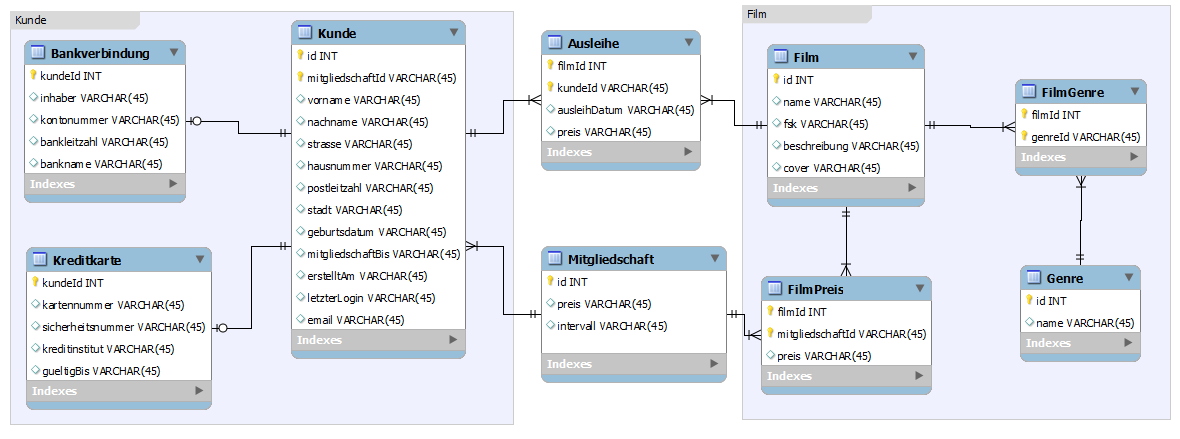 Kunde
Bankverbindung
kundeId INT
inhaber VARCHAR(45)
kontonummer VARCHAR(45)
bankleitzahl VARCHAR(45)
bankname VARCHAR(45)
Indexes
Kreditkarte
kundeId INT
kartennummer VARCHAR(45)
sicherheitsnummer VARCHAR(45)
kreditinstitut VARCHAR(45)
gueltigBis VARCHAR(45)
Indexes
Kunde
id INT
mitgliedschaftId VARCHAR(45)
vorname VARCHAR(45)
nachname VARCHAR(45)
strasse VARCHAR(45)
hausnummer VARCHAR(45)
postleitzahl VARCHAR(45)
stadt VARCHAR(45)
geburtsdatum VARCHAR(45)
mitgliedschaftBis VARCHAR(45)
erstelltAm VARCHAR(45)
letzterLogin VARCHAR(45)
email VARCHAR(45)
Indexes
Ausleihe
filmId INT
kundeId VARCHAR(45)
ausleihDatum VARCHAR(45)
preis VARCHAR(45)
Indexes
Mitgliedschaft
id INT
preis VARCHAR(45)
intervall VARCHAR(45)
Indexes
Film
Film
id INT
name VARCHAR(45)
fsk VARCHAR(45)
beschreibung VARCHAR(45)
cover VARCHAR(45)
Indexes
FilmPreis
filmId INT
mitgliedschaftId VARCHAR(45)
preis VARCHAR(45)
Indexes
FilmGenre
filmId INT
genreId VARCHAR(45)
Indexes
Genre
id INT
name VARCHAR(45)
Indexes